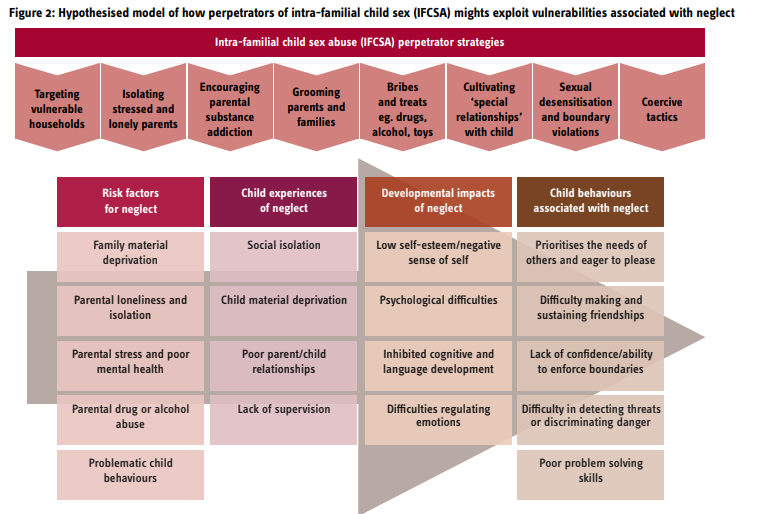 Figure 2: Hypothesised model of how perpetrators of intra-familial child sex (IFCSA) mights exploit vulnerabilities associated with neglect
Intra-familial child sex abuse (IFCSA) perpetrator strategies
Targeting
vulnerable
households
Isolating
stressed and
lonely parents
Encouraging
parental
substance
addiction
Grooming
parents and
families
Bribes
and treats
eg. drugs,
alcohol, toys
Cultivating
‘special
relationships’
with child
Sexual
desensitisation
and boundary
violations
Coercive
tactics
Risk factors
for neglect
Family material
deprivation
Parental loneliness and
isolation
Parental stress and poor
mental health
Parental drug or alcohol
abuse
Problematic child
behaviours
Child experiences
of neglect
Social isolation
Child material deprivation
Poor parent/child
relationships
Lack of supervision
Developmental impacts
of neglect
Low self-esteem/negative
sense of self
Psychological difficulties
Inhibited cognitive and
language development
Difficulties regulating
emotions
Child behaviours
associated with neglect
Prioritises the needs of
others and eager to please
Difficulty making and
sustaining friendships
Lack of confidence/ability
to enforce boundaries
Difficulty in detecting threats
or discriminating danger
Poor problem solving
skills